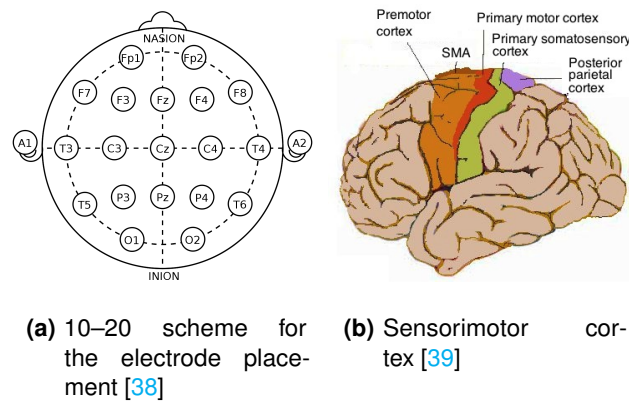 NASION
Fp1 Fp2
F7 F3 Fz F4 F8
A1 T3 C3 Cz C4 T4 A2
T5 P3 Pz P4 T6
O1 O2
INION
(a) 10–20 scheme for
the electrode place-
ment [38]
Premotor
cortex
SMA
Primary motor cortex
Primary somatosensory
cortex
Posterior
parietal
cortex
(b) Sensorimotor cor-
tex [39]